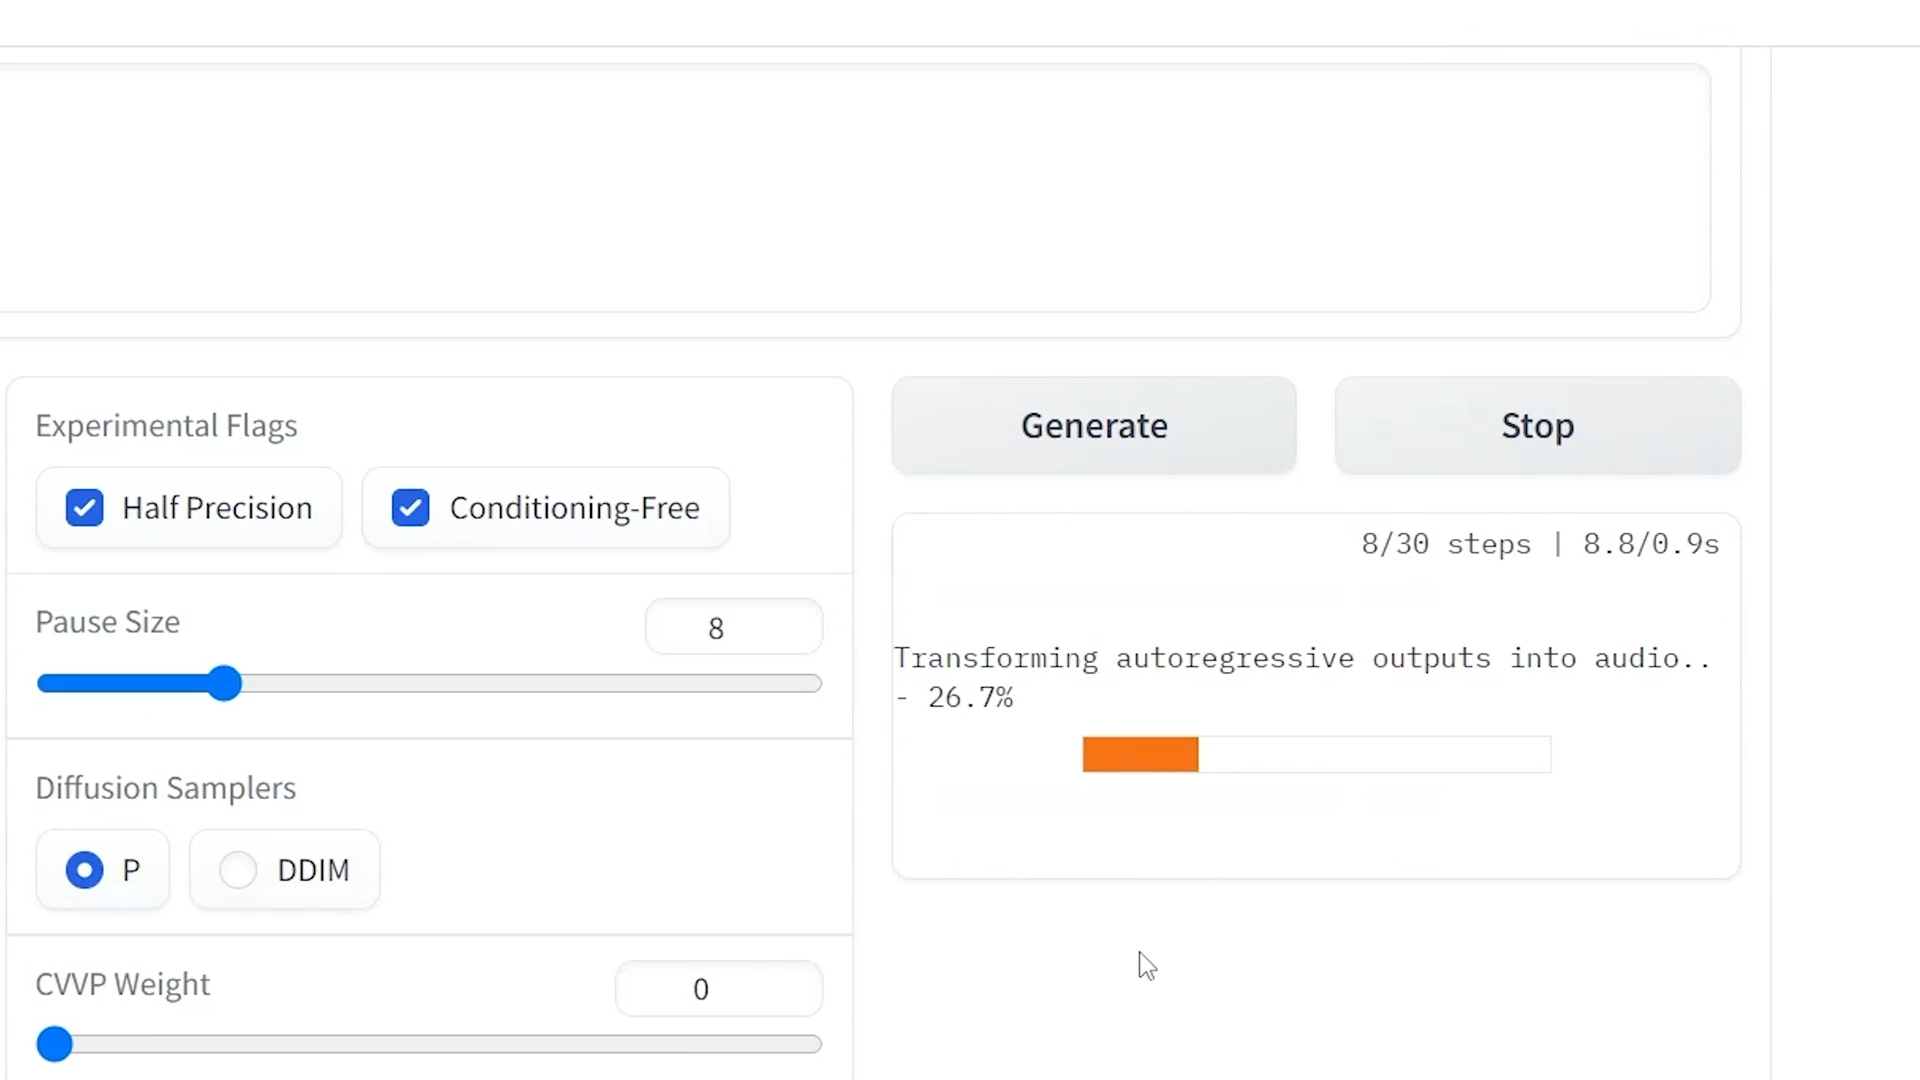 Experimental Flags
Half Precision
Conditioning-Free
Pause Size
8
Diffusion Samplers
P
DDIM
CVVP Weight
0
Generate
Stop
8/30 steps | 8.8/0.9s
Transforming autoregressive outputs into audio..
- 26.7%